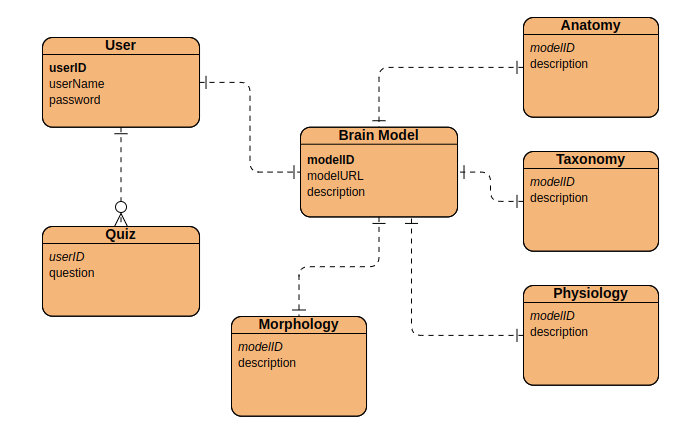 User
userID
userName
password
Quiz
userID
question
Brain Model
modelID
modelURL
description
Morphology
modelID
description
Anatomy
modelID
description
Taxonomy
modelID
description
Physiology
modelID
description